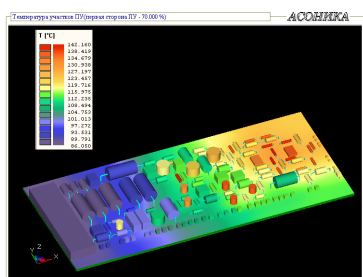 Температура участков ПУ(первая сторона ПУ - 70.000 %)
АСОНИКА
T [°C]
142.160
138.419
134.679
130.938
127.197
123.457
119.716
115.975
112.235
108.494
104.753
101.013
97.272
93.531
89.791
86.050
Z
Y
X